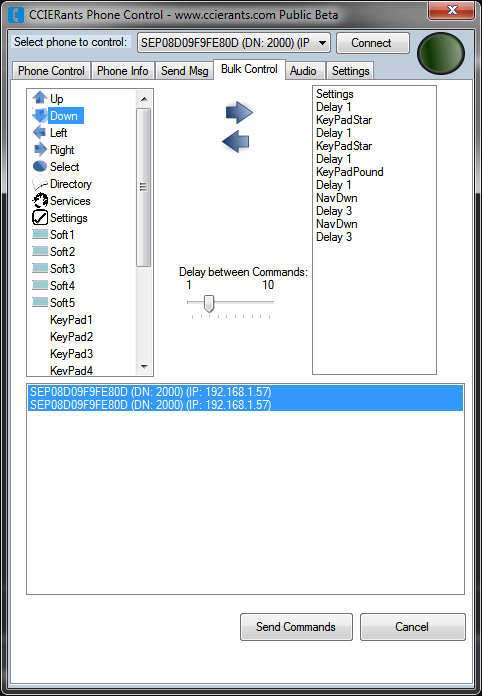 CCIERants Phone Control - www.ccierants.com Public Beta
Select phone to control:
SEP08D09F9FE80D (DN: 2000) (IP
Connect
Phone Control
Phone Info
Send Msg
Bulk Control
Audio
Settings
Up
Down
Left
Right
Select
Directory
Services
Settings
Soft1
Soft2
Soft3
Soft4
Soft5
KeyPad1
KeyPad2
KeyPad3
KeyPad4
Delay between Commands:
1 10
Settings
Delay 1
KeyPadStar
Delay 1
KeyPadStar
Delay 1
KeyPadPound
Delay 1
NavDwn
Delay 3
NavDwn
Delay 3
SEP08D09F9FE80D (DN: 2000) (IP: 192.168.1.57)
SEP08D09F9FE80D (DN: 2000) (IP: 192.168.1.57)
Send Commands
Cancel